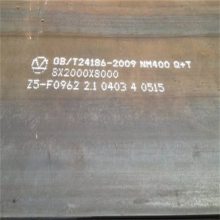 GB/T24186-2009 NM400 Q+T
8X2000X8000
Z5-F0962 2.1 0403 4 0515